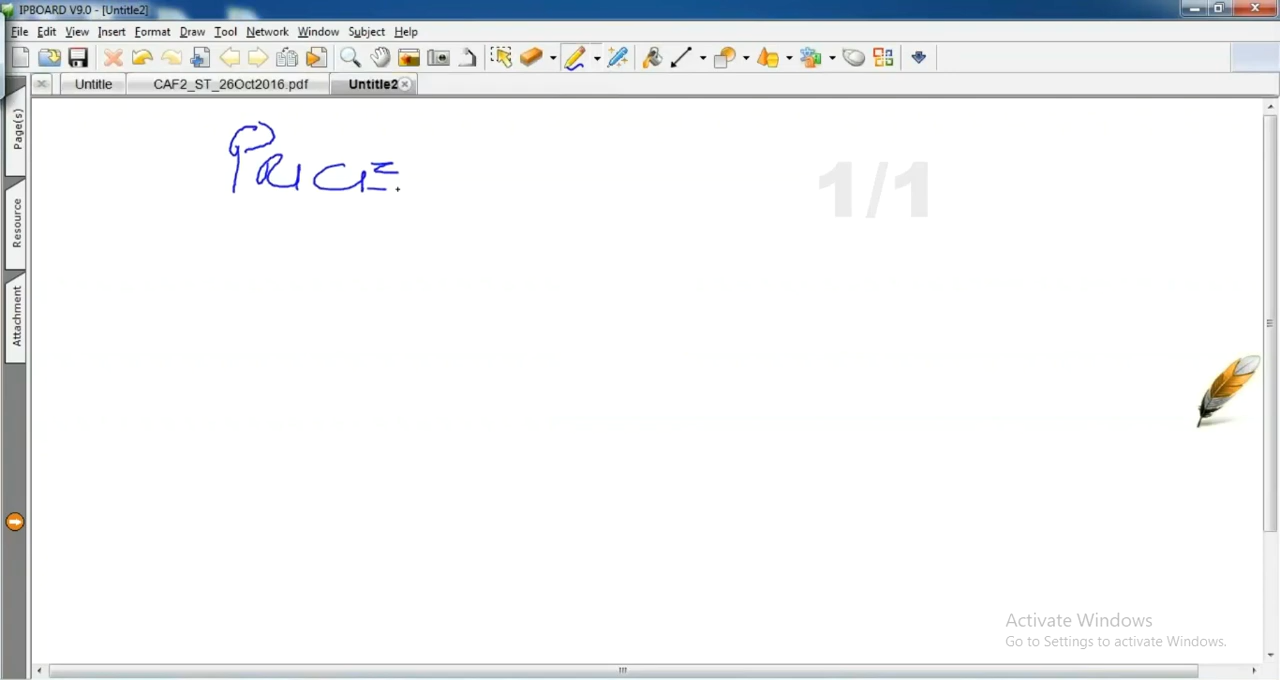 IPBOARD V9.0 - [Untitle2]
File Edit View Insert Format Draw Tool Network Window Subject Help
Untitle CAF2_ST_26Oct2016.pdf Untitle2
Page(s)
Resource
Attachment
PRICE
1/1
Activate Windows
Go to Settings to activate Windows.